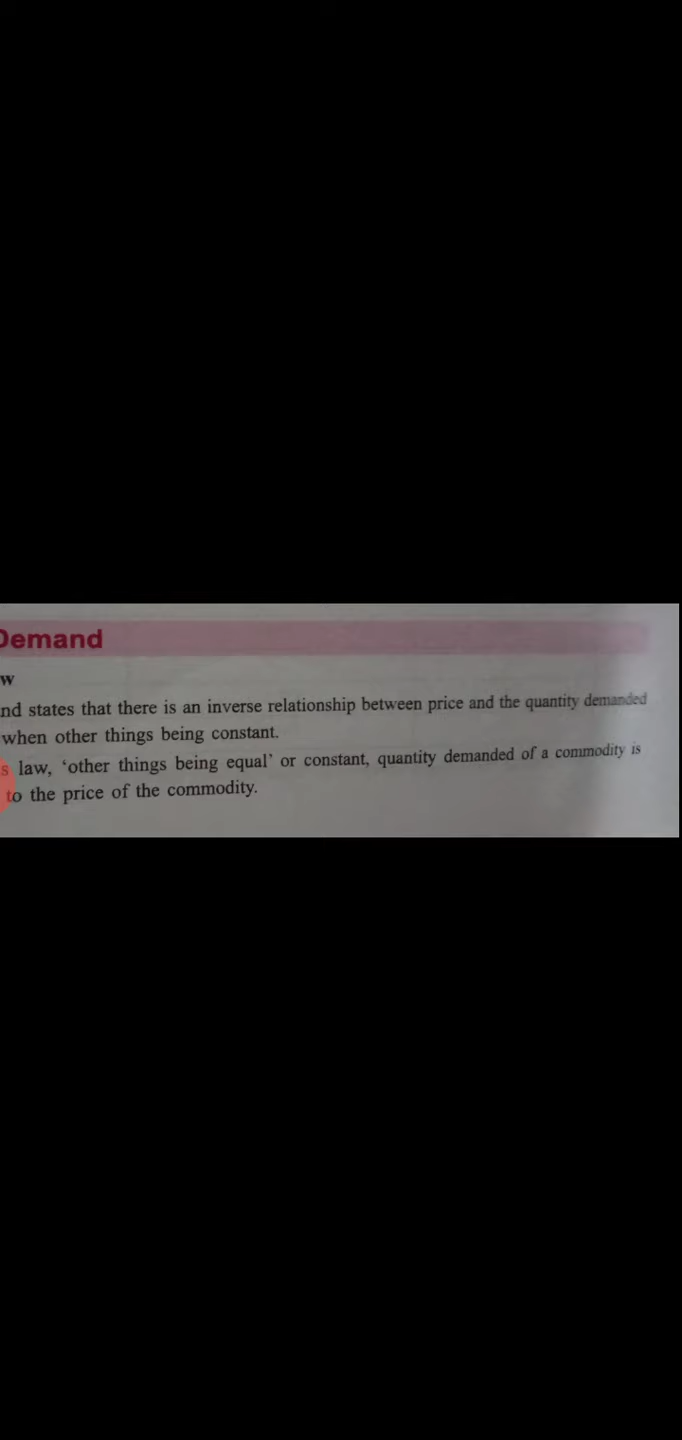 Demand
w
nd states that there is an inverse relationship between price and the quantity demanded
when other things being constant.
s law, ‘other things being equal’ or constant, quantity demanded of a commodity is
to the price of the commodity.